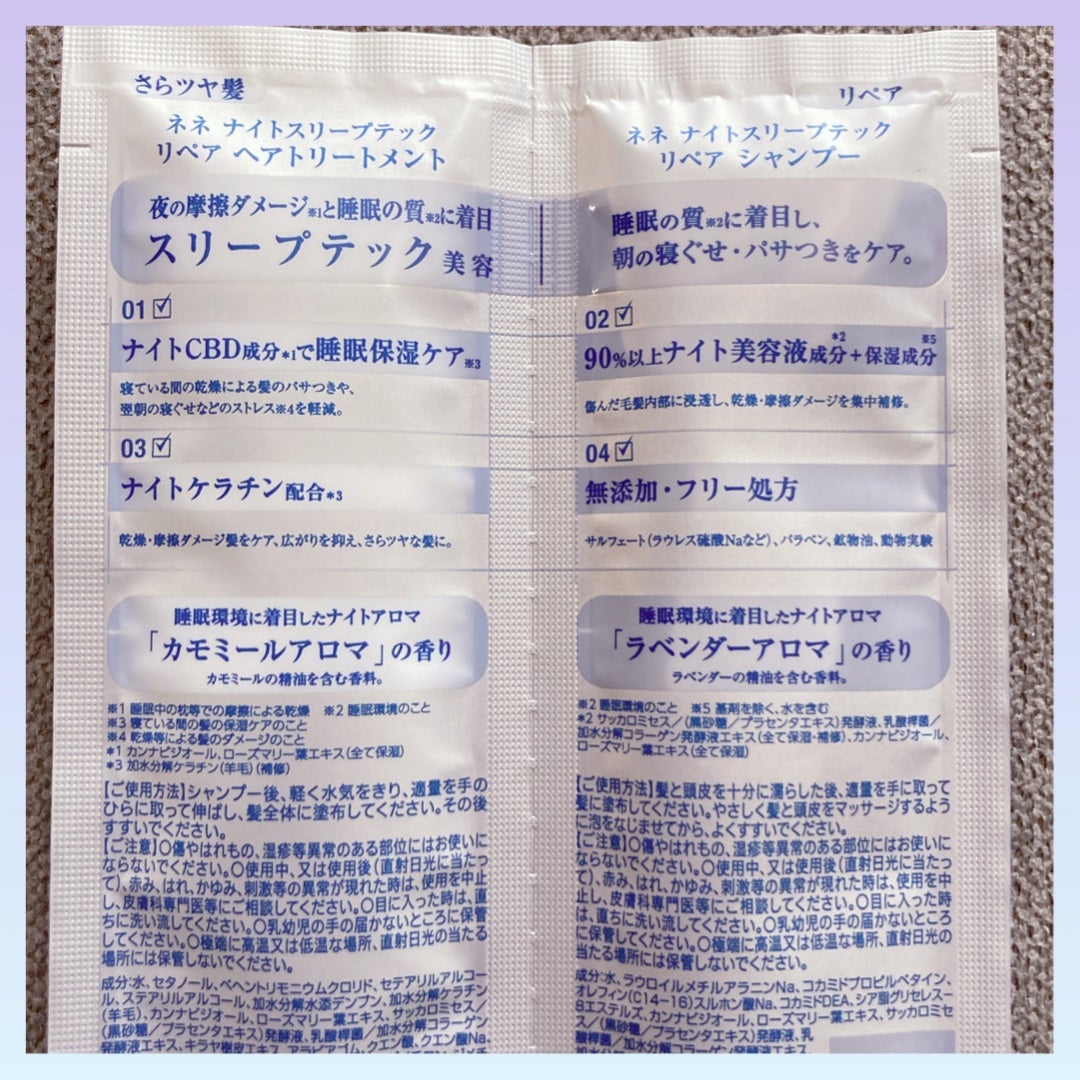 さらツヤ髪
ネネ ナイトスリープテック
リペア ヘアトリートメント
夜の摩擦ダメージ※1と睡眠の質※2に着目
スリープテック 美容
01
ナイトCBD成分*1で睡眠保湿ケア※3
寝ている間の乾燥による髪のパサつきや、
翌朝の寝ぐせなどのストレス※4を軽減。
03
ナイトケラチン配合*3
乾燥・摩擦ダメージ髪をケア、広がりを抑え、さらツヤな髪に。
睡眠環境に着目したナイトアロマ
「カモミールアロマ」の香り
カモミールの精油を含む香料。
※1 睡眠中の枕等での摩擦による乾燥 ※2 睡眠環境のこと
※3 寝ている間の髪の保湿ケアのこと
※4 乾燥等による髪のダメージのこと
*1 カンナビジオール、ローズマリー葉エキス(全て保湿)
*3 加水分解ケラチン(羊毛)(補修)
【ご使用方法】シャンプー後、軽く水気をきり、適量を手の
ひらに取って伸ばし、髪全体に塗布してください。その後
すすいでください。
【ご注意】〇傷やはれもの、湿疹等異常のある部位にはお使いに
ならないでください。〇使用中、又は使用後(直射日光に当たっ
て)、赤み、はれ、かゆみ、刺激等の異常が現れた時は、使用を中止
し、皮膚科専門医等にご相談してください。〇目に入った時は、直
ちに洗い流してください。〇乳幼児の手の届かないところに保管
してください。〇極端に高温又は低温な場所、直射日光の当たる
場所には保管しないでください。
成分:水、セタノール、ベヘントリモニウムクロリド、セテアリルアルコー
ル、ステアリルアルコール、加水分解水添デンプン、加水分解ケラチン
(羊毛)、カンナビジオール、ローズマリー葉エキス、サッカロミセス/
(黒砂糖/プラセンタエキス)発酵液、乳酸桿菌/加水分解コラーゲン
発酵液エキス、キラヤ樹皮エキス、アラビアゴム、クエン酸、クエン酸Na、
リペア
ネネ ナイトスリープテック
リペア シャンプー
睡眠の質※2に着目し、
朝の寝ぐせ・パサつきをケア。
02
90%以上ナイト美容液成分*2+保湿成分※5
傷んだ毛髪内部に浸透し、乾燥・摩擦ダメージを集中補修。
04
無添加・フリー処方
サルフェート(ラウレス硫酸Naなど)、パラベン、鉱物油、動物実験
睡眠環境に着目したナイトアロマ
「ラベンダーアロマ」の香り
ラベンダーの精油を含む香料。
※2 睡眠環境のこと ※5 基剤を除く、水を含む
*2 サッカロミセス/(黒砂糖/プラセンタエキス)発酵液、乳酸桿菌/
加水分解コラーゲン発酵液エキス(全て保湿・補修)、カンナビジオール、
ローズマリー葉エキス(全て保湿)
【ご使用方法】髪と頭皮を十分に濡らした後、適量を手に取って
髪に塗布してください。やさしく髪と頭皮をマッサージするよう
に泡をなじませてから、よくすすいでください。
【ご注意】〇傷やはれもの、湿疹等異常のある部位にはお使いに
ならないでください。〇使用中、又は使用後(直射日光に当たっ
て)、赤み、はれ、かゆみ、刺激等の異常が現れた時は、使用を中
止し、皮膚科専門医等にご相談してください。〇目に入った時
は、直ちに洗い流してください。〇乳幼児の手の届かないところ
に保管してください。〇極端に高温又は低温な場所、直射日光の
当たる場所には保管しないでください。
成分:水、ラウロイルメチルアラニンNa、コカミドプロピルベタイン、
オレフィン(C14-16)スルホン酸Na、コカミドDEA、シア脂グリセレス-
8エステルズ、カンナビジオール、ローズマリー葉エキス、サッカロミセ
ス/(黒砂糖/プラセンタエキス)発酵液、乳
酸桿菌/加水分解コラーゲン発酵液エキス、